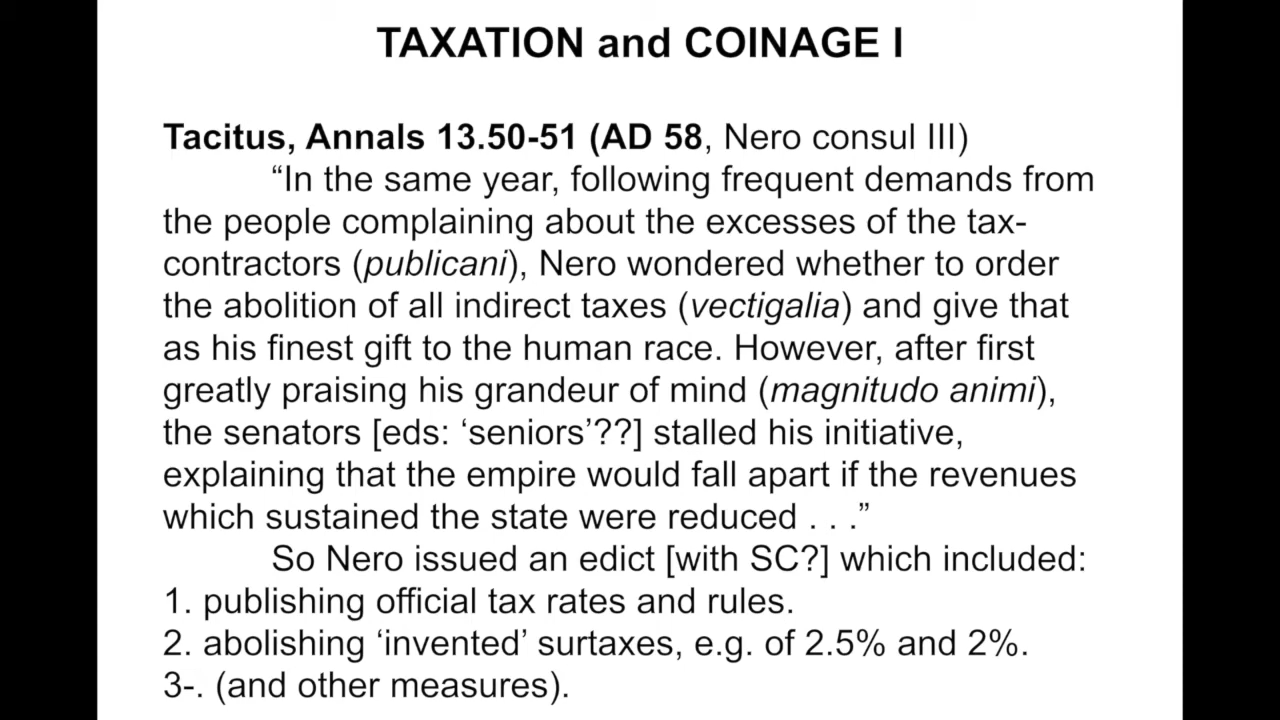 TAXATION and COINAGE I
Tacitus, Annals 13.50-51 (AD 58, Nero consul III)
“In the same year, following frequent demands from
the people complaining about the excesses of the tax-
contractors (publicani), Nero wondered whether to order
the abolition of all indirect taxes (vectigalia) and give that
as his finest gift to the human race. However, after first
greatly praising his grandeur of mind (magnitudo animi),
the senators [eds: ‘seniors’??] stalled his initiative,
explaining that the empire would fall apart if the revenues
which sustained the state were reduced . . .”
So Nero issued an edict [with SC?] which included:
1. publishing official tax rates and rules.
2. abolishing ‘invented’ surtaxes, e.g. of 2.5% and 2%.
3-. (and other measures).